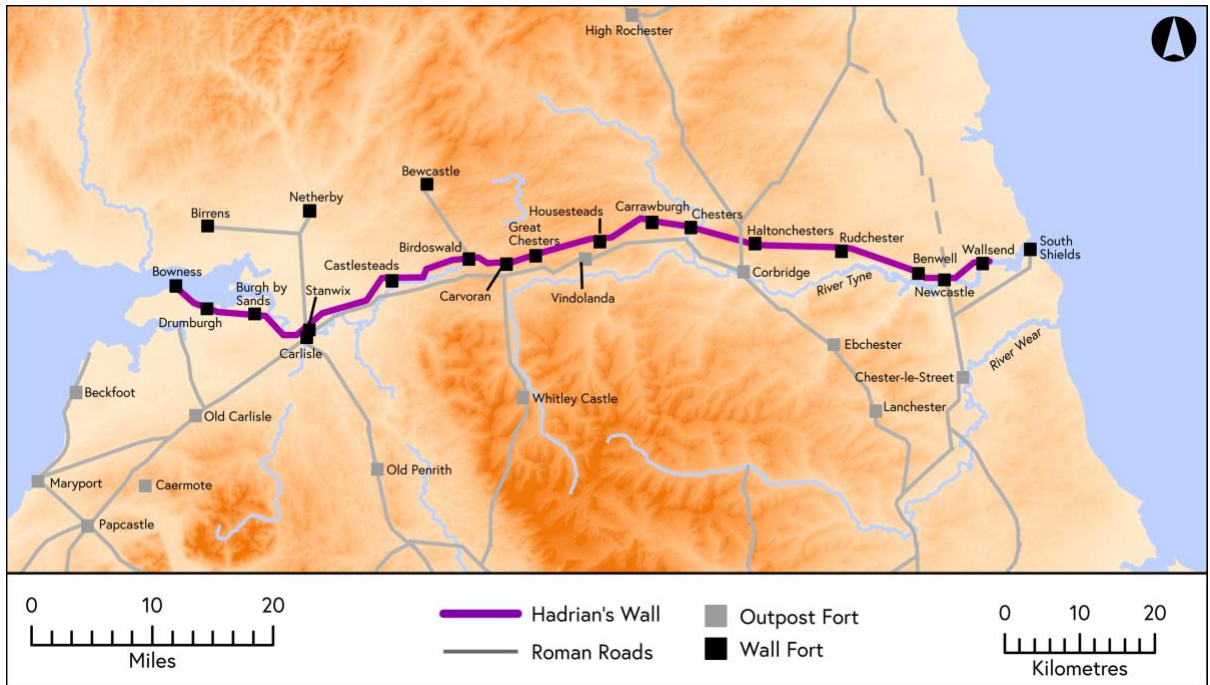 High Rochester
Bewcastle
Netherby
Birrens
Housesteads
Carrawburgh
Chesters
Great
Chesters
Haltonchesters
Rudchester
Birdoswald
Benwell
Wallsend
South
Shields
Castlesteads
Bowness
Burgh by
Sands
Stanwix
Carvoran
Vindolanda
Corbridge
River Tyne
Newcastle
Drumburgh
Carlisle
Ebchester
River Wear
Chester-le-Street
Beckfoot
Whitley Castle
Lanchester
Old Carlisle
Old Penrith
Maryport
Caermote
Papcastle
0 10 20
Miles
Hadrian's Wall
Roman Roads
Outpost Fort
Wall Fort
0 10 20
Kilometres